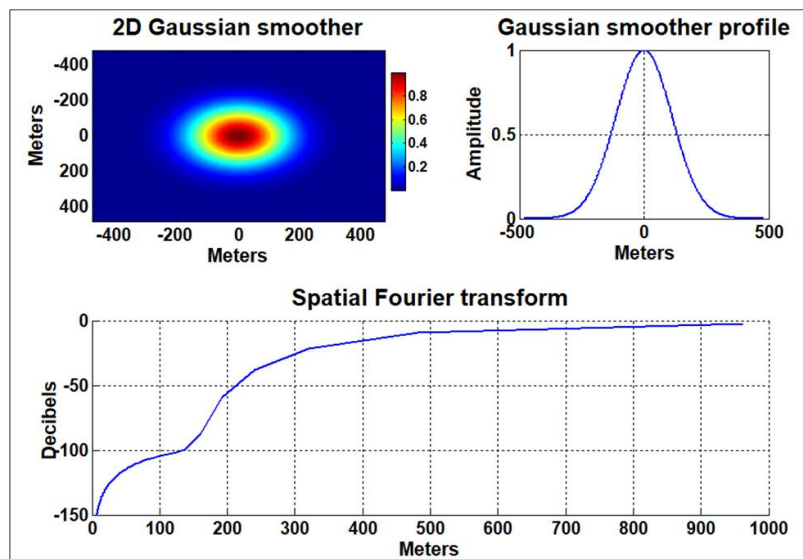 2D Gaussian smoother
-400
-200
0
200
400
Meters
-400 -200 0 200 400
Meters
0.8
0.6
0.4
0.2
Gaussian smoother profile
1
0.5
0
Amplitude
-500 0 500
Meters
Spatial Fourier transform
0
-50
-100
-150
Decibels
0 100 200 300 400 500 600 700 800 900 1000
Meters